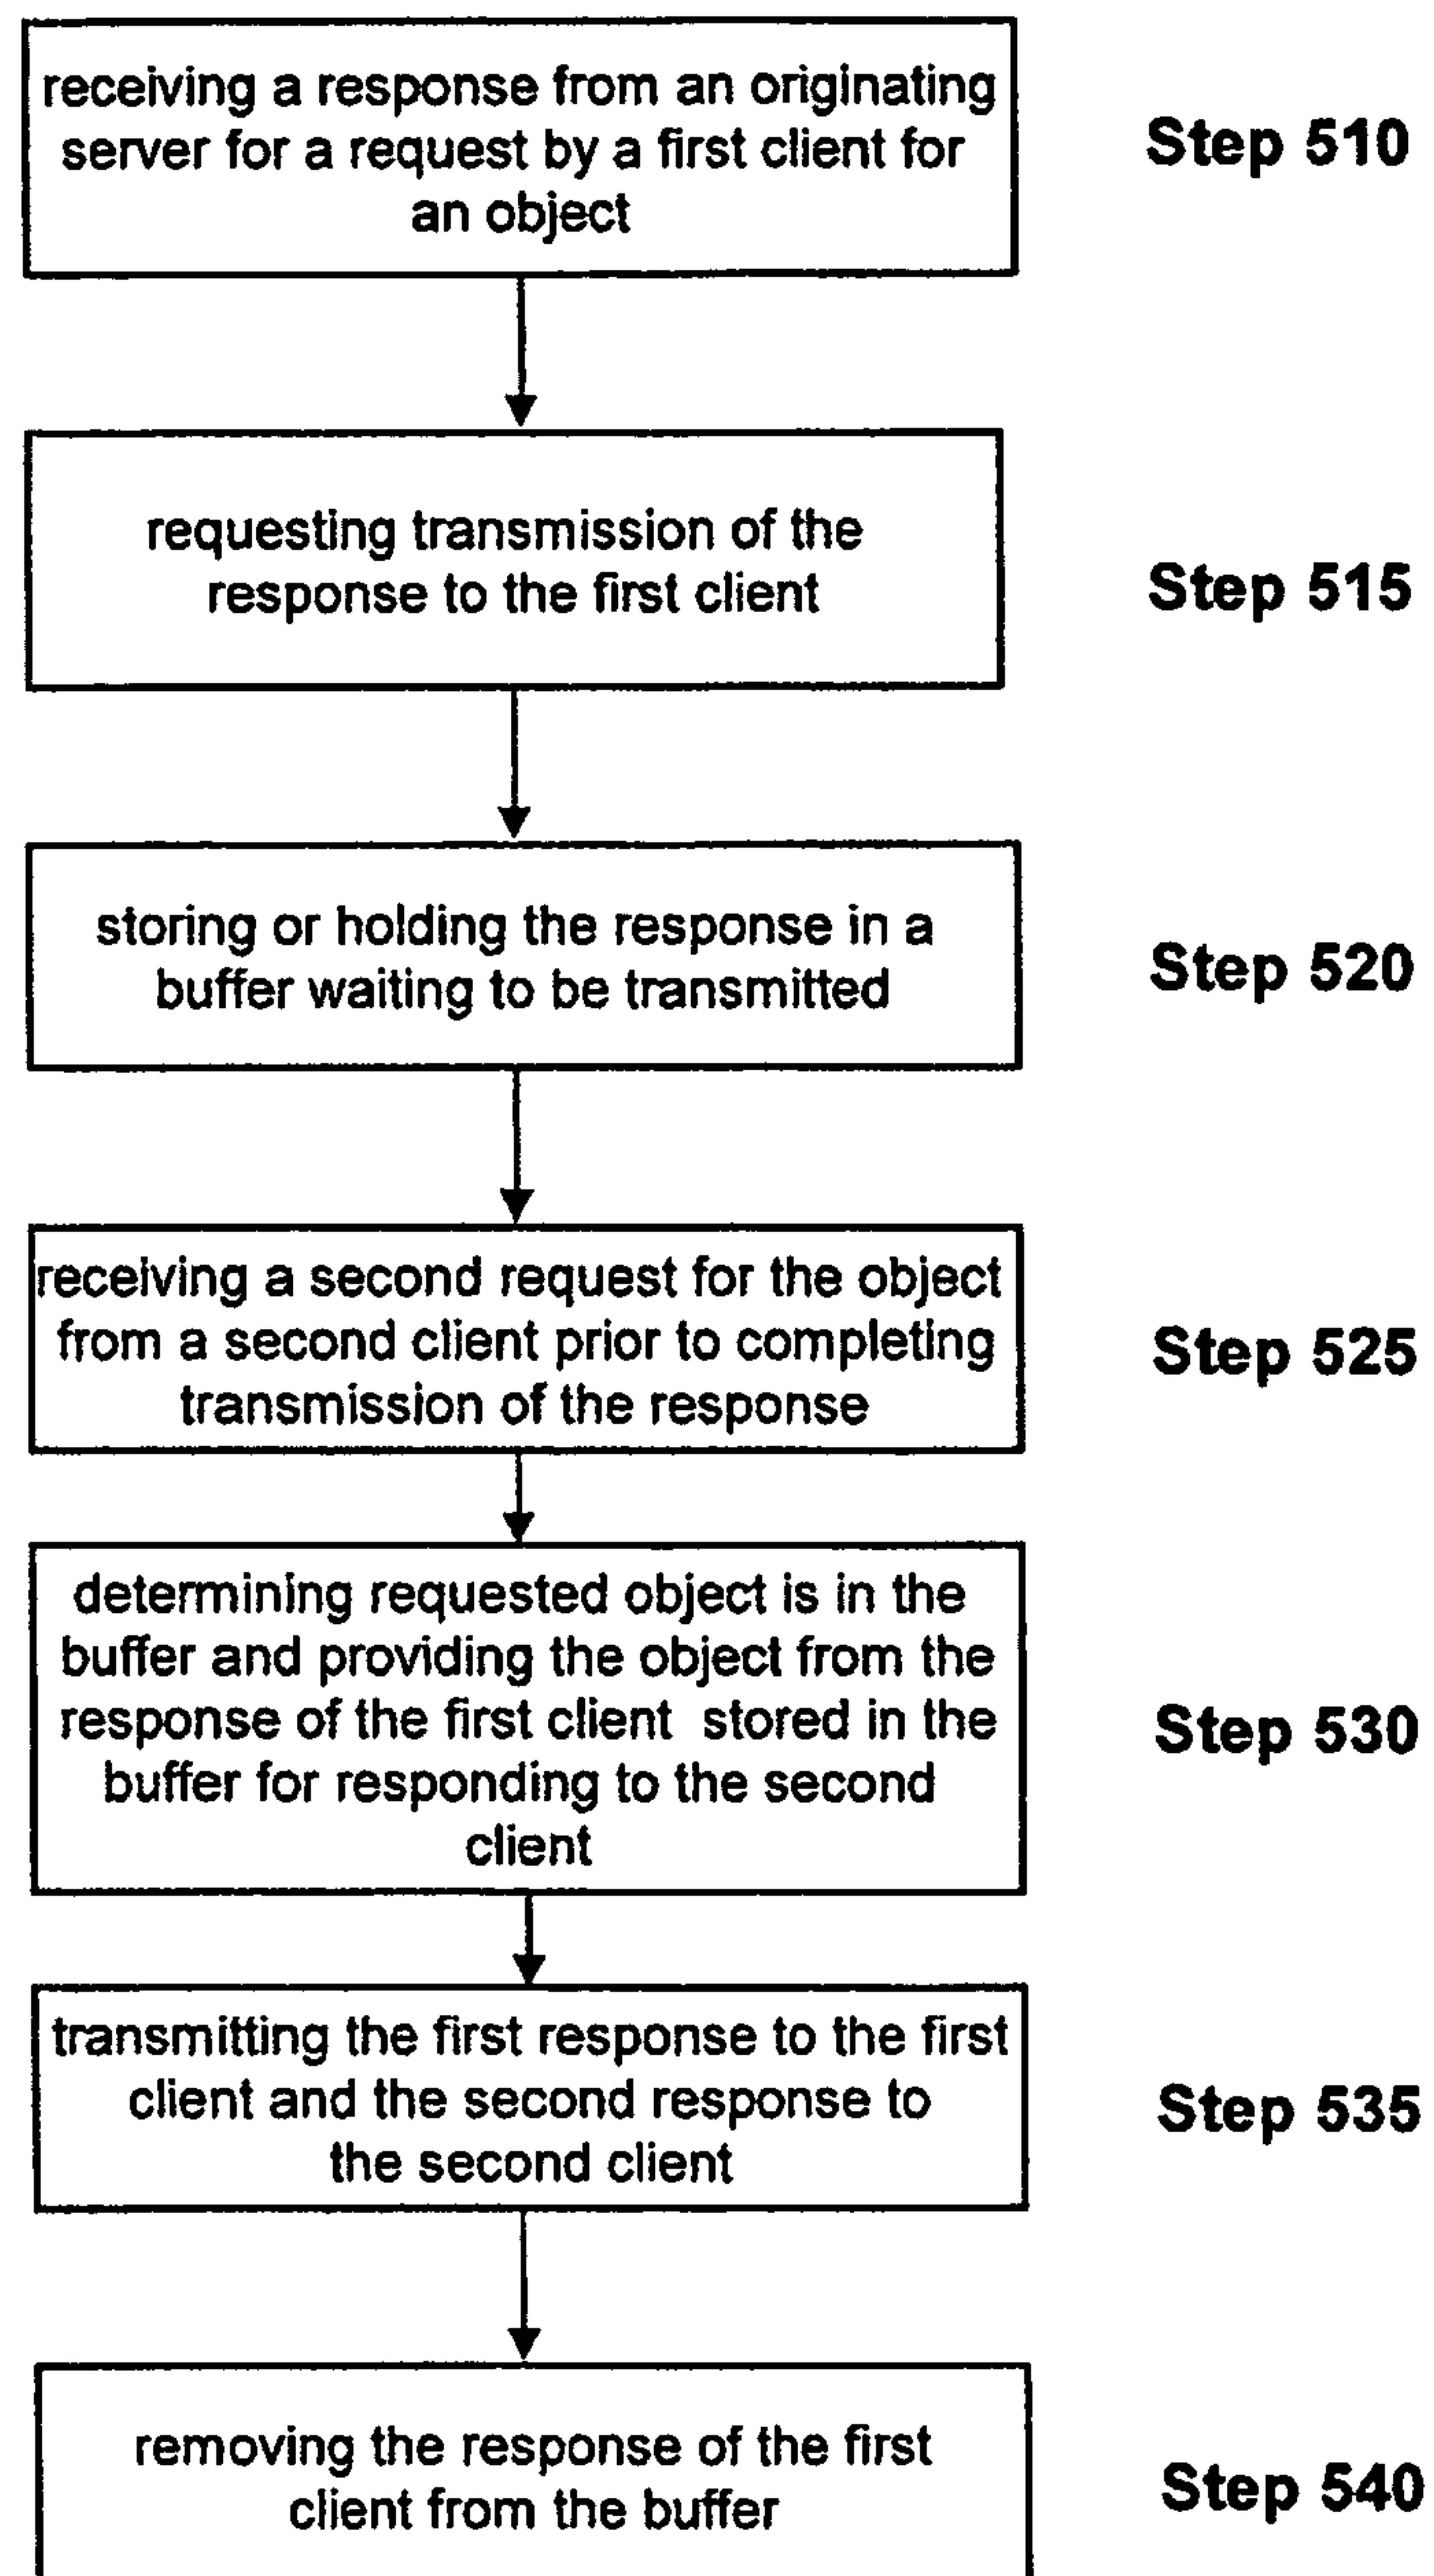 receiving a response from an originating
server for a request by a first client for
an object
Step 510
requesting transmission of the
response to the first client
Step 515
storing or holding the response in a
buffer waiting to be transmitted
Step 520
receiving a second request for the object
from a second client prior to completing
transmission of the response
Step 525
determining requested object is in the
buffer and providing the object from the
response of the first client stored in the
buffer for responding to the second
client
Step 530
transmitting the first response to the first
client and the second response to
the second client
Step 535
removing the response of the first
client from the buffer
Step 540